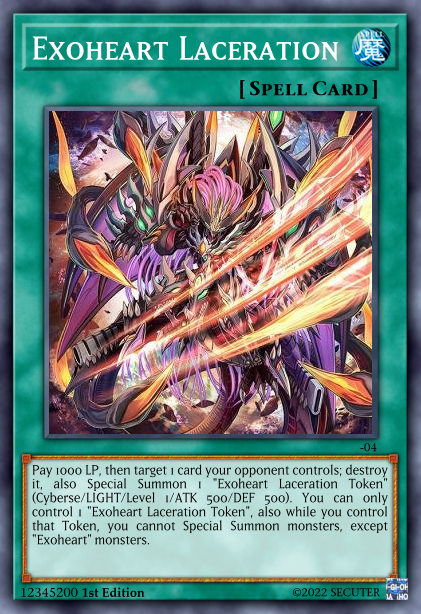 Exoheart Laceration 魔
[Spell Card]
-04
Pay 1000 LP, then target 1 card your opponent controls; destroy
it, also Special Summon 1 "Exoheart Laceration Token"
(Cyberse/LIGHT/Level 1/ATK 500/DEF 500). You can only
control 1 "Exoheart Laceration Token", also while you control
that Token, you cannot Special Summon monsters, except
"Exoheart" monsters.
12345200 1st Edition ©2022 SECUTER